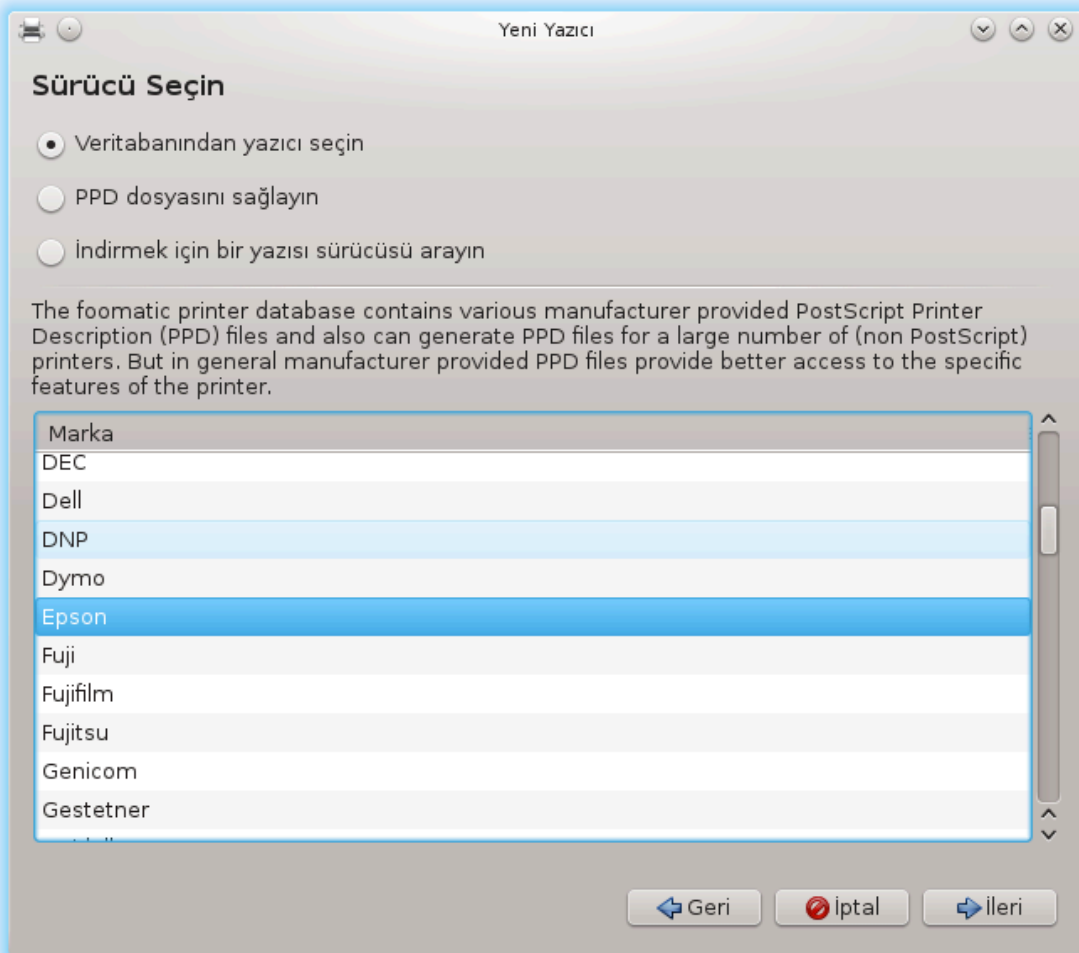 Yeni Yazıcı
Sürücü Seçin
Veritabanından yazıcı seçin
PPD dosyasını sağlayın
İndirmek için bir yazısı sürücüsü arayın
The foomatic printer database contains various manufacturer provided PostScript Printer
Description (PPD) files and also can generate PPD files for a large number of (non PostScript)
printers. But in general manufacturer provided PPD files provide better access to the specific
features of the printer.
Marka
DEC
Dell
DNP
Dymo
Epson
Fuji
Fujifilm
Fujitsu
Genicom
Gestetner
Geri
İptal
İleri